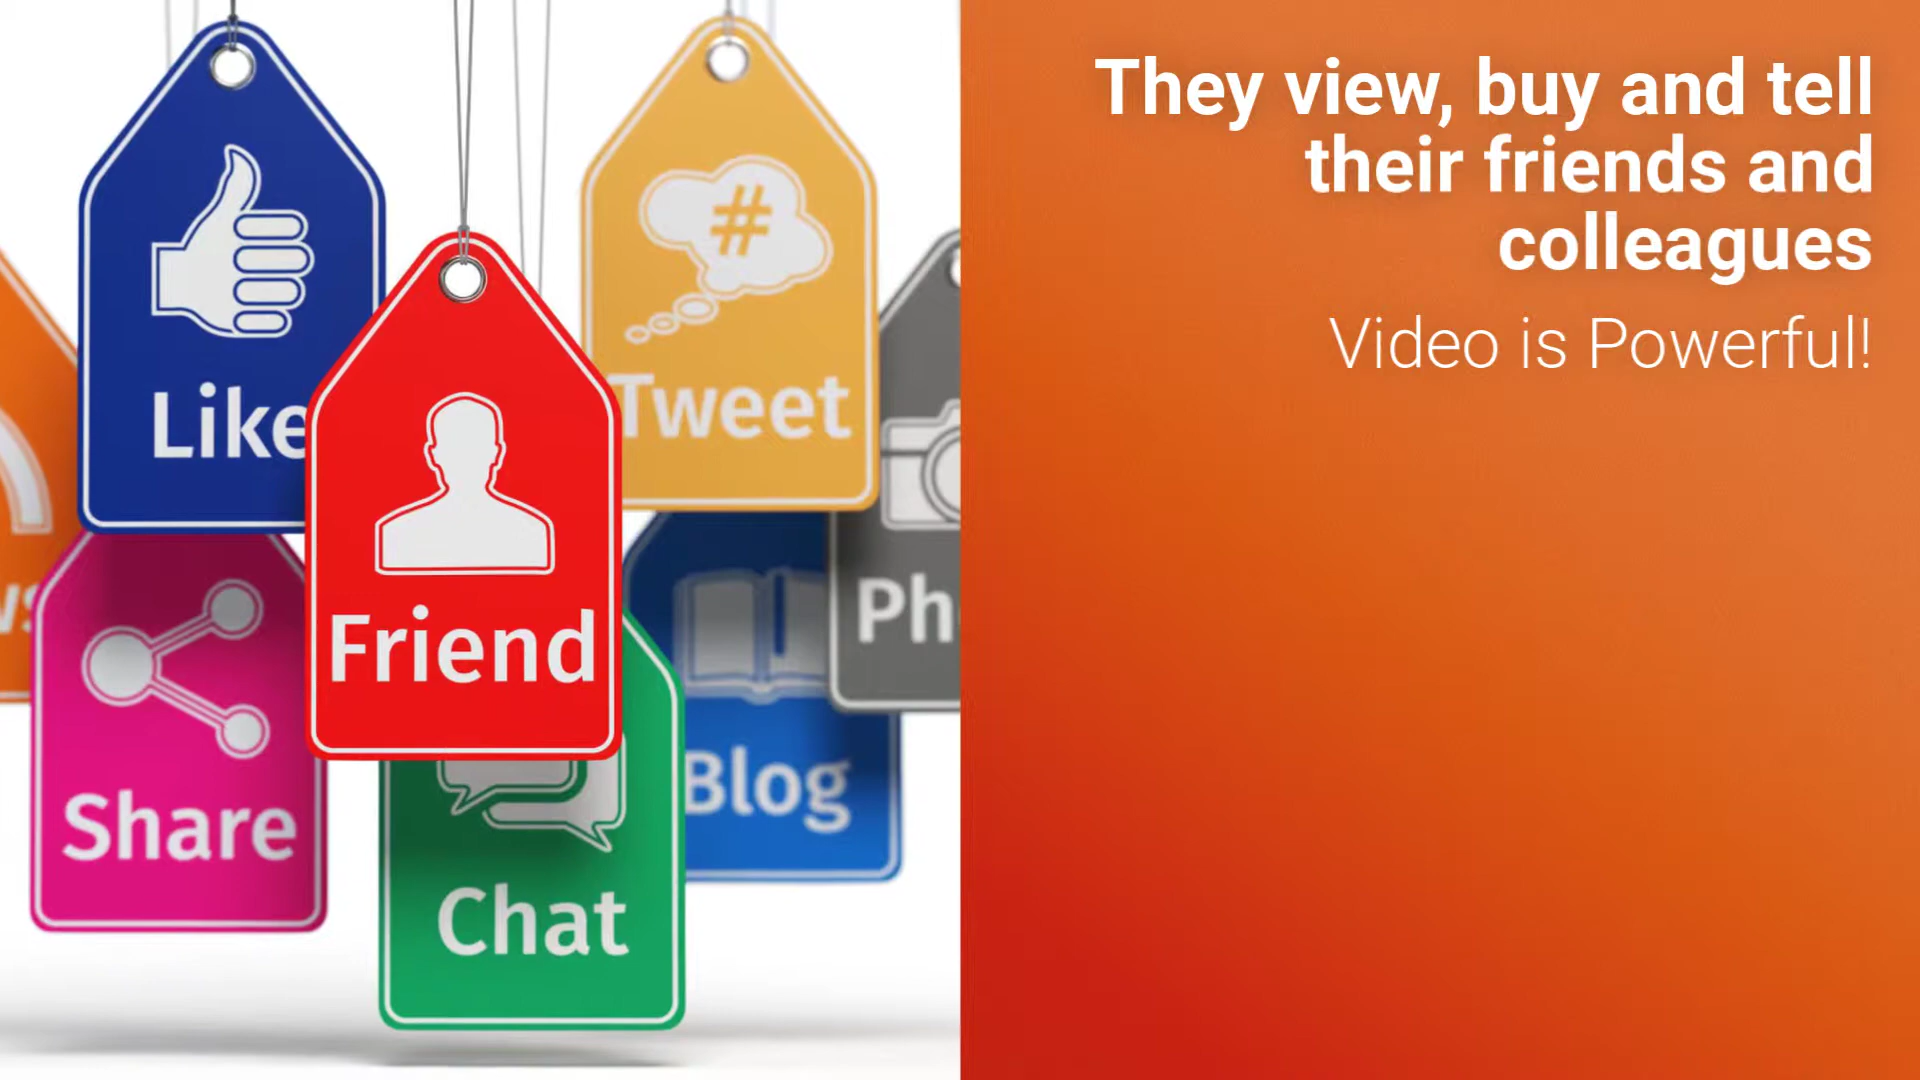 They view, buy and tell
their friends and
colleagues
Video is Powerful!
Like
Tweet
Friend
Share
Blog
Chat